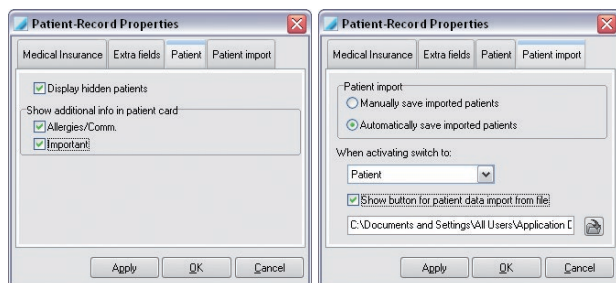 Patient-Record Properties
Medical Insurance Extra fields Patient Patient import
Display hidden patients
Show additional info in patient card
Allergies/Comm.
Important
Apply OK Cancel
Patient-Record Properties
Medical Insurance Extra fields Patient Patient import
Patient import
Manually save imported patients
Automatically save imported patients
When activating switch to:
Patient
Show button for patient data import from file
C:\Documents and Settings\All Users\Application D
Apply OK Cancel